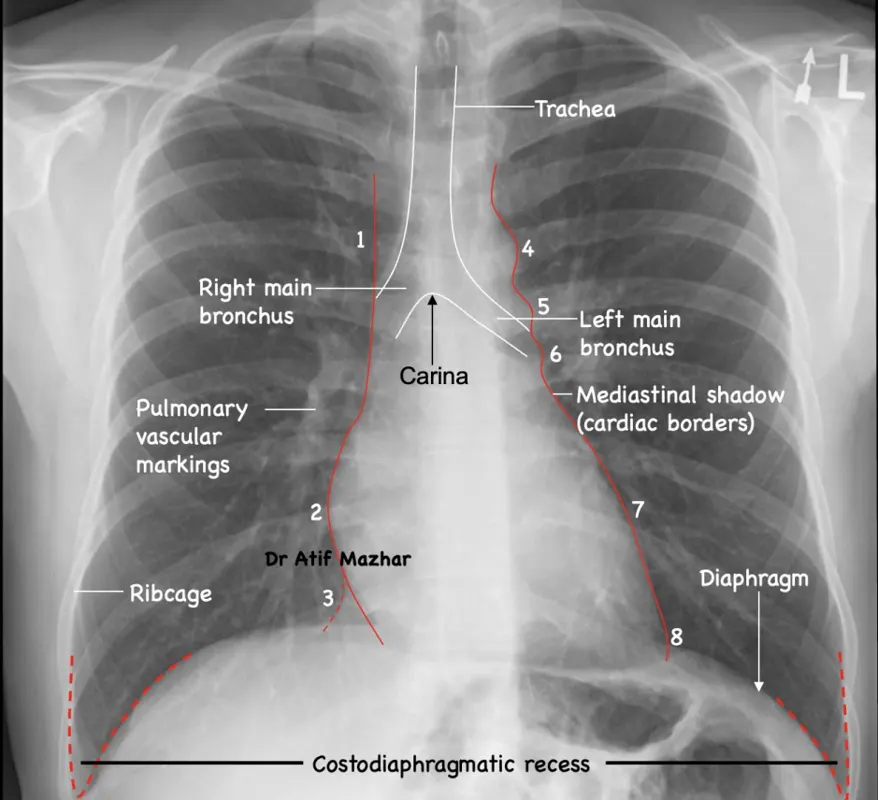 L
Trachea
1
4
Right main
bronchus
5
Left main
bronchus
6
Carina
Mediastinal shadow
(cardiac borders)
Pulmonary
vascular
markings
2
7
Dr Atif Mazhar
Diaphragm
Ribcage
3
8
Costodiaphragmatic recess